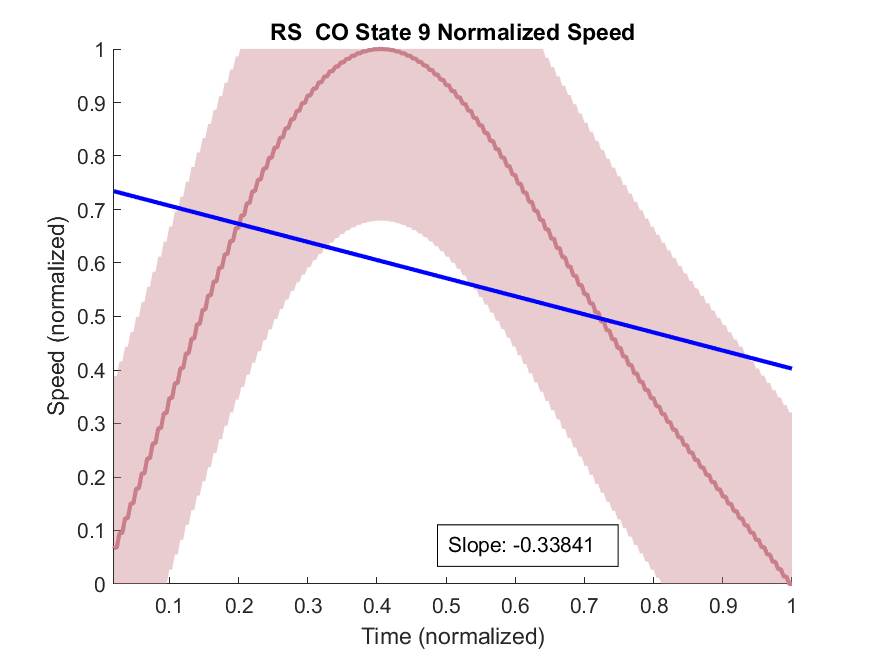 RS  CO State 9 Normalized Speed
1
0.9
0.8
0.7
0.6
0.5
0.4
0.3
0.2
0.1
0
Speed (normalized)
Slope: -0.33841
0.1 0.2 0.3 0.4 0.5 0.6 0.7 0.8 0.9 1
Time (normalized)